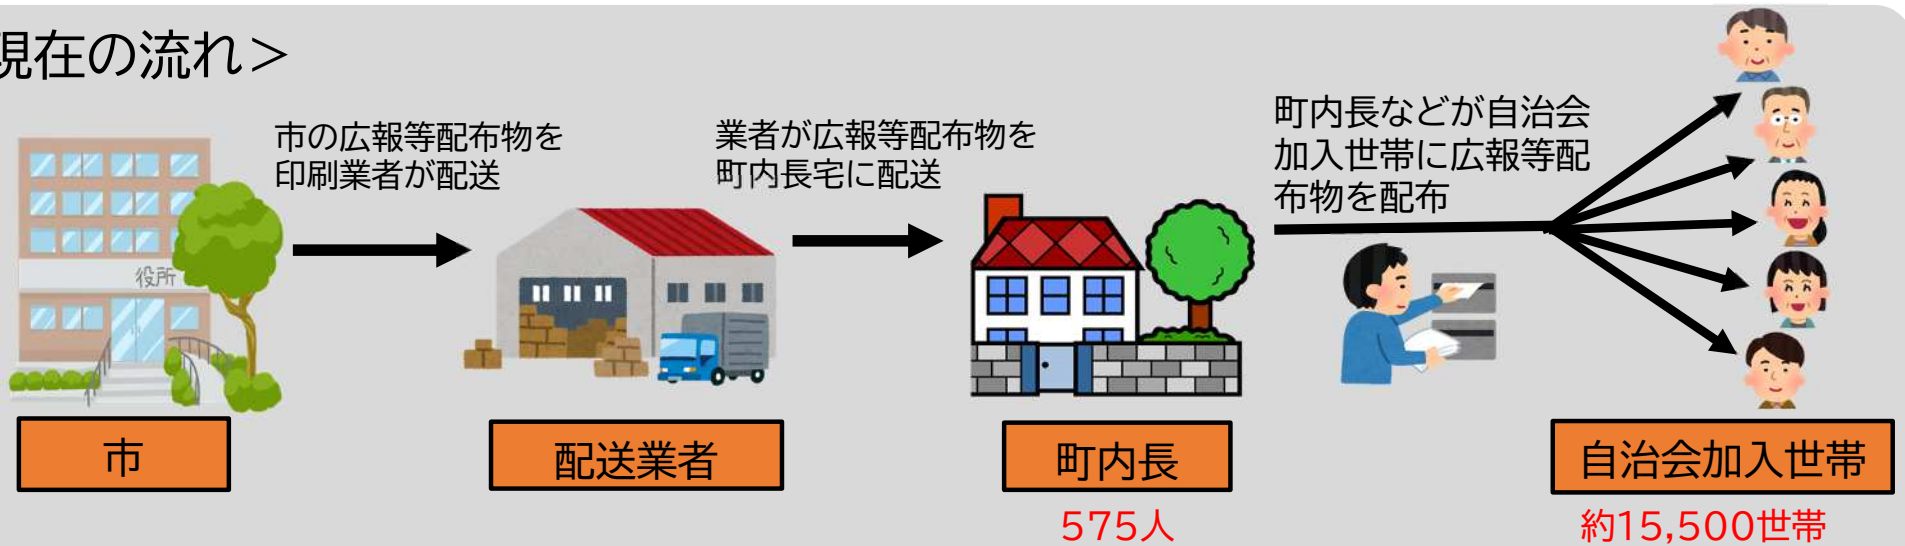 現在の流れ＞
市の広報等配布物を
印刷業者が配送
業者が広報等配布物を
町内長宅に配送
町内長などが自治会
加入世帯に広報等配
布物を配布
役所
市
配送業者
町内長
自治会加入世帯
575人
約15,500世帯